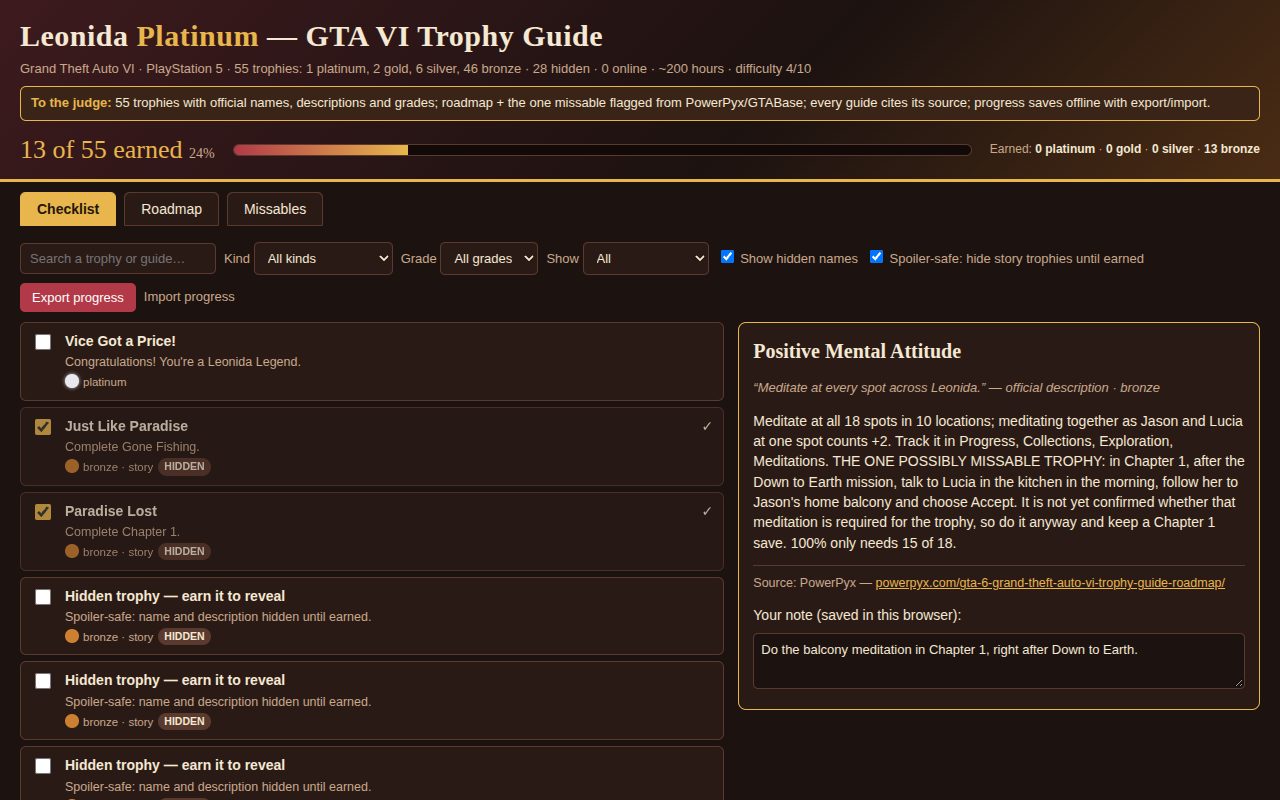 Leonida Platinum — GTA VI Trophy Guide
Grand Theft Auto VI · PlayStation 5 · 55 trophies: 1 platinum, 2 gold, 6 silver, 46 bronze · 28 hidden · 0 online · ~200 hours · difficulty 4/10
To the judge: 55 trophies with official names, descriptions and grades; roadmap + the one missable flagged from PowerPyx/GTABase; every guide cites its source; progress saves offline with export/import.
13 of 55 earned 24%
Earned: 0 platinum · 0 gold · 0 silver · 13 bronze
Checklist Roadmap Missables
Search a trophy or guide… Kind All kinds Grade All grades Show All Show hidden names Spoiler-safe: hide story trophies until earned
Export progress Import progress
Vice Got a Price!
Congratulations! You're a Leonida Legend.
platinum
Just Like Paradise ✓
Complete Gone Fishing.
bronze · story HIDDEN
Paradise Lost ✓
Complete Chapter 1.
bronze · story HIDDEN
Hidden trophy — earn it to reveal
Spoiler-safe: name and description hidden until earned.
bronze · story HIDDEN
Hidden trophy — earn it to reveal
Spoiler-safe: name and description hidden until earned.
bronze · story HIDDEN
Hidden trophy — earn it to reveal
Spoiler-safe: name and description hidden until earned.
Positive Mental Attitude
“Meditate at every spot across Leonida.” — official description · bronze
Meditate at all 18 spots in 10 locations; meditating together as Jason and Lucia
at one spot counts +2. Track it in Progress, Collections, Exploration,
Meditations. THE ONE POSSIBLY MISSABLE TROPHY: in Chapter 1, after the
Down to Earth mission, talk to Lucia in the kitchen in the morning, follow her to
Jason's home balcony and choose Accept. It is not yet confirmed whether that
meditation is required for the trophy, so do it anyway and keep a Chapter 1
save. 100% only needs 15 of 18.
Source: PowerPyx — powerpyx.com/gta-6-grand-theft-auto-vi-trophy-guide-roadmap/
Your note (saved in this browser):
Do the balcony meditation in Chapter 1, right after Down to Earth.